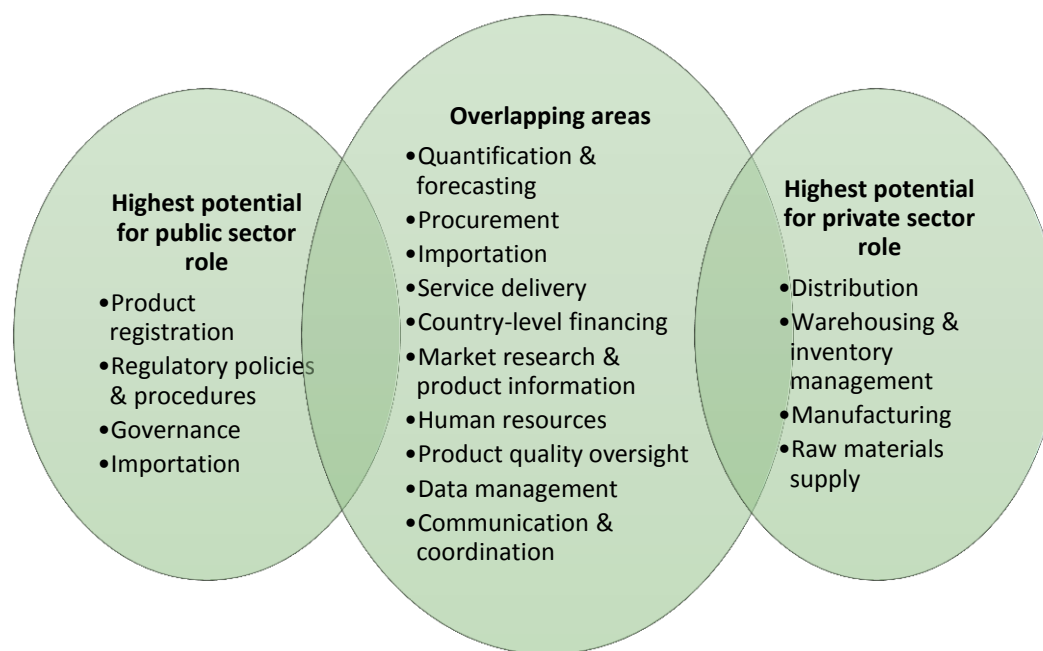 Highest potential
for public sector
role
•Product
registration
•Regulatory policies
& procedures
•Governance
•Importation
Overlapping areas
•Quantification &
forecasting
•Procurement
•Importation
•Service delivery
•Country-level financing
•Market research &
product information
•Human resources
•Product quality oversight
•Data management
•Communication &
coordination
Highest potential
for private sector
role
•Distribution
•Warehousing &
inventory
management
•Manufacturing
•Raw materials
supply